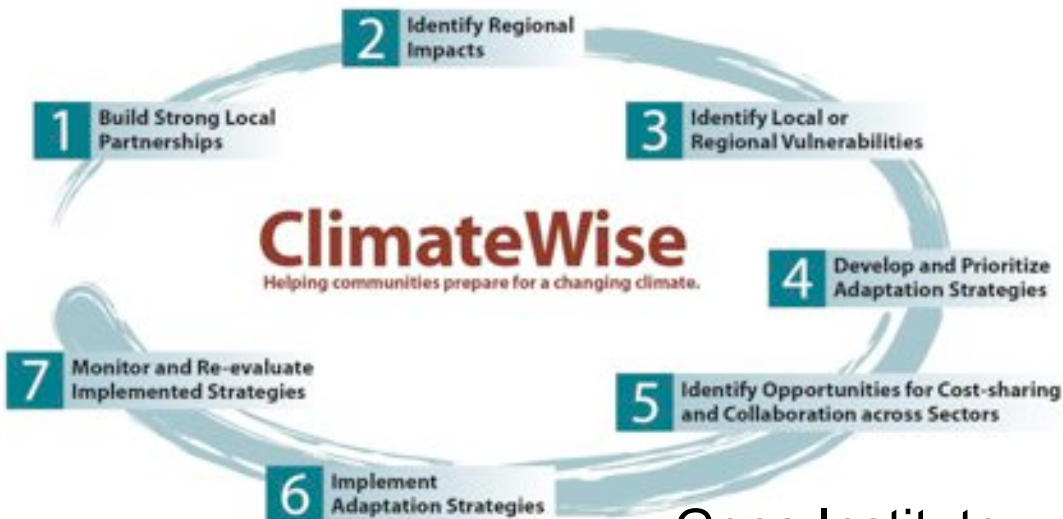 1 Build Strong Local
Partnerships
2 Identify Regional
Impacts
3 Identify Local or
Regional Vulnerabilities
ClimateWise
Helping communities prepare for a changing climate.
4 Develop and Prioritize
Adaptation Strategies
5 Identify Opportunities for Cost-sharing
and Collaboration across Sectors
6 Implement
Adaptation Strategies
7 Monitor and Re-evaluate
Implemented Strategies
Geos Institute